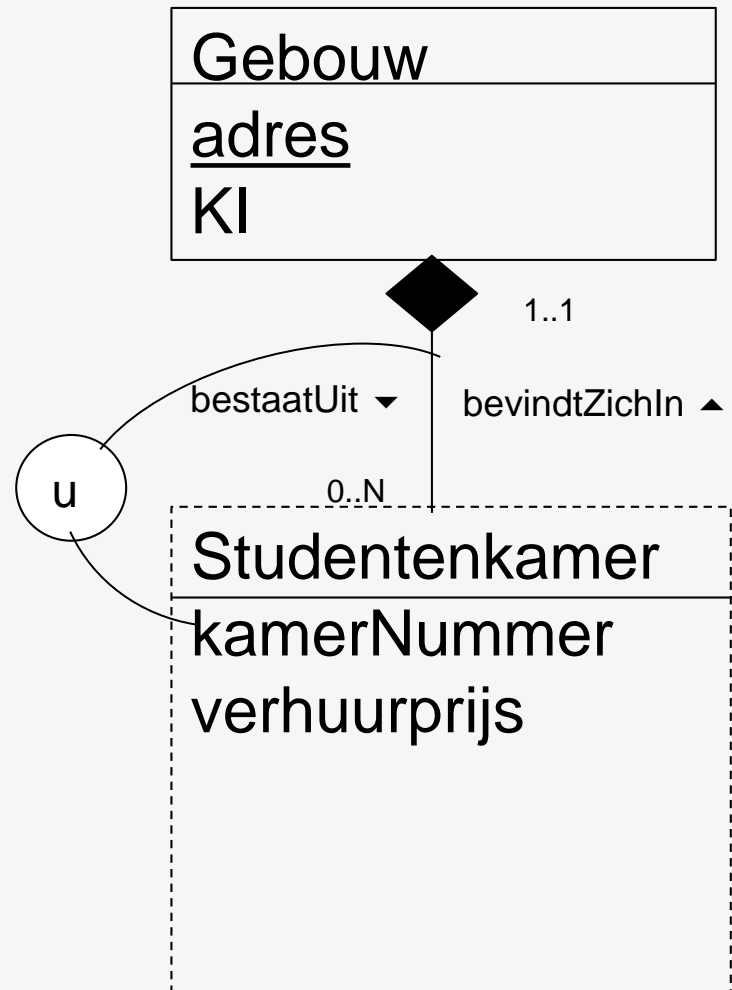 Gebouw
adres
KI
1..1
bestaatUit ▼
bevindtZichIn ▲
u
0..N
Studentenkamer
kamerNummer
verhuurprijs